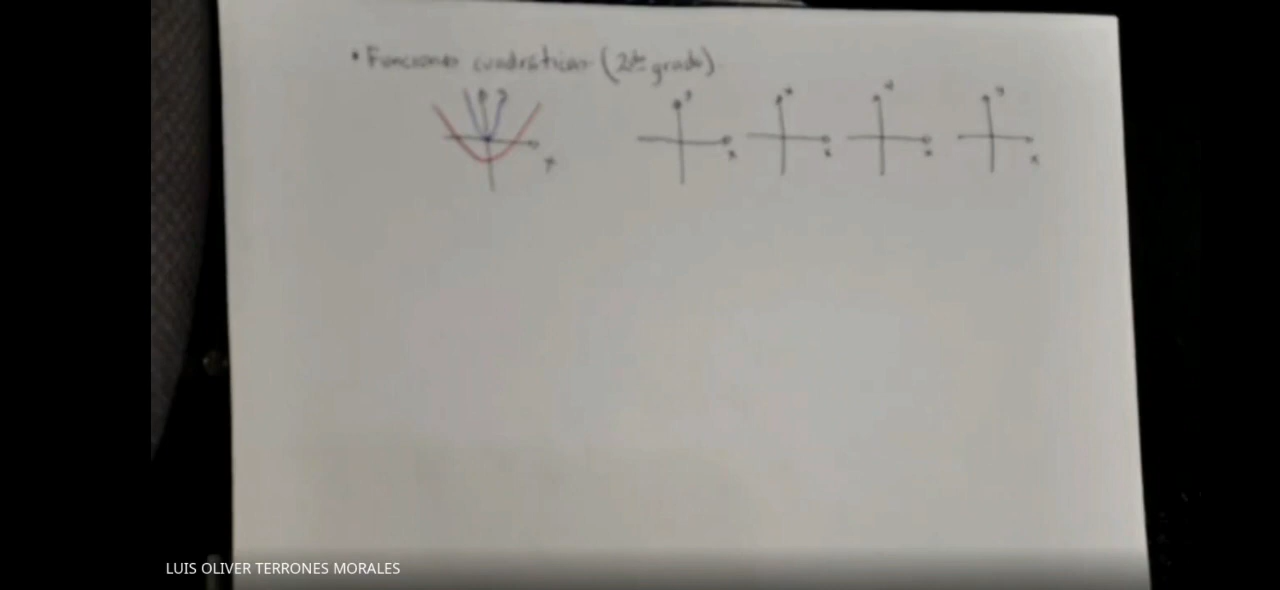 • Funciones cuadráticas (2do grado)
y y x y y
x x x x x
LUIS OLIVER TERRONES MORALES